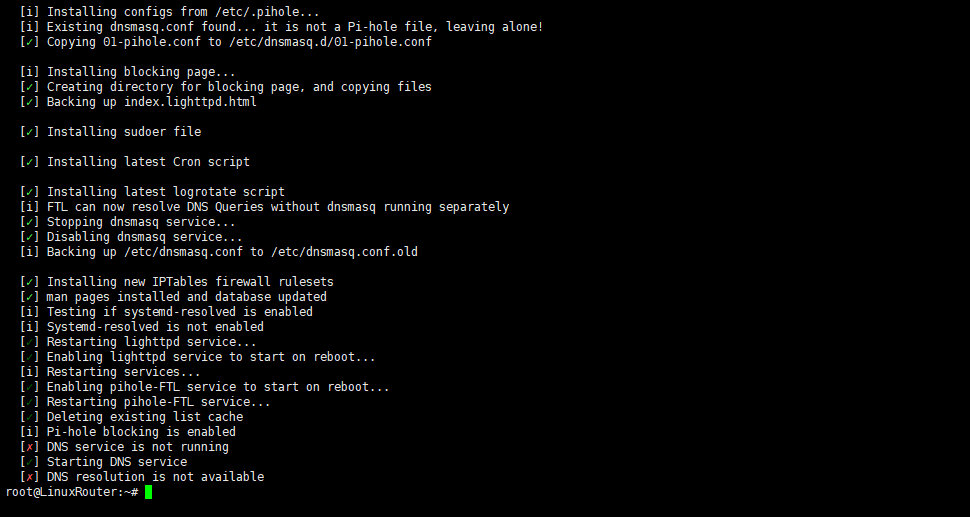 [i] Installing configs from /etc/.pihole...
[i] Existing dnsmasq.conf found... it is not a Pi-hole file, leaving alone!
[✓] Copying 01-pihole.conf to /etc/dnsmasq.d/01-pihole.conf
[i] Installing blocking page...
[✓] Creating directory for blocking page, and copying files
[✓] Backing up index.lighttpd.html
[✓] Installing sudoer file
[✓] Installing latest Cron script
[✓] Installing latest logrotate script
[i] FTL can now resolve DNS Queries without dnsmasq running separately
[✓] Stopping dnsmasq service...
[✓] Disabling dnsmasq service...
[i] Backing up /etc/dnsmasq.conf to /etc/dnsmasq.conf.old
[✓] Installing new IPTables firewall rulesets
[✓] man pages installed and database updated
[i] Testing if systemd-resolved is enabled
[i] Systemd-resolved is not enabled
[✓] Restarting lighttpd service...
[✓] Enabling lighttpd service to start on reboot...
[i] Restarting services...
[✓] Enabling pihole-FTL service to start on reboot...
[✓] Restarting pihole-FTL service...
[✓] Deleting existing list cache
[i] Pi-hole blocking is enabled
[✗] DNS service is not running
[✓] Starting DNS service
[✗] DNS resolution is not available
root@LinuxRouter:~#